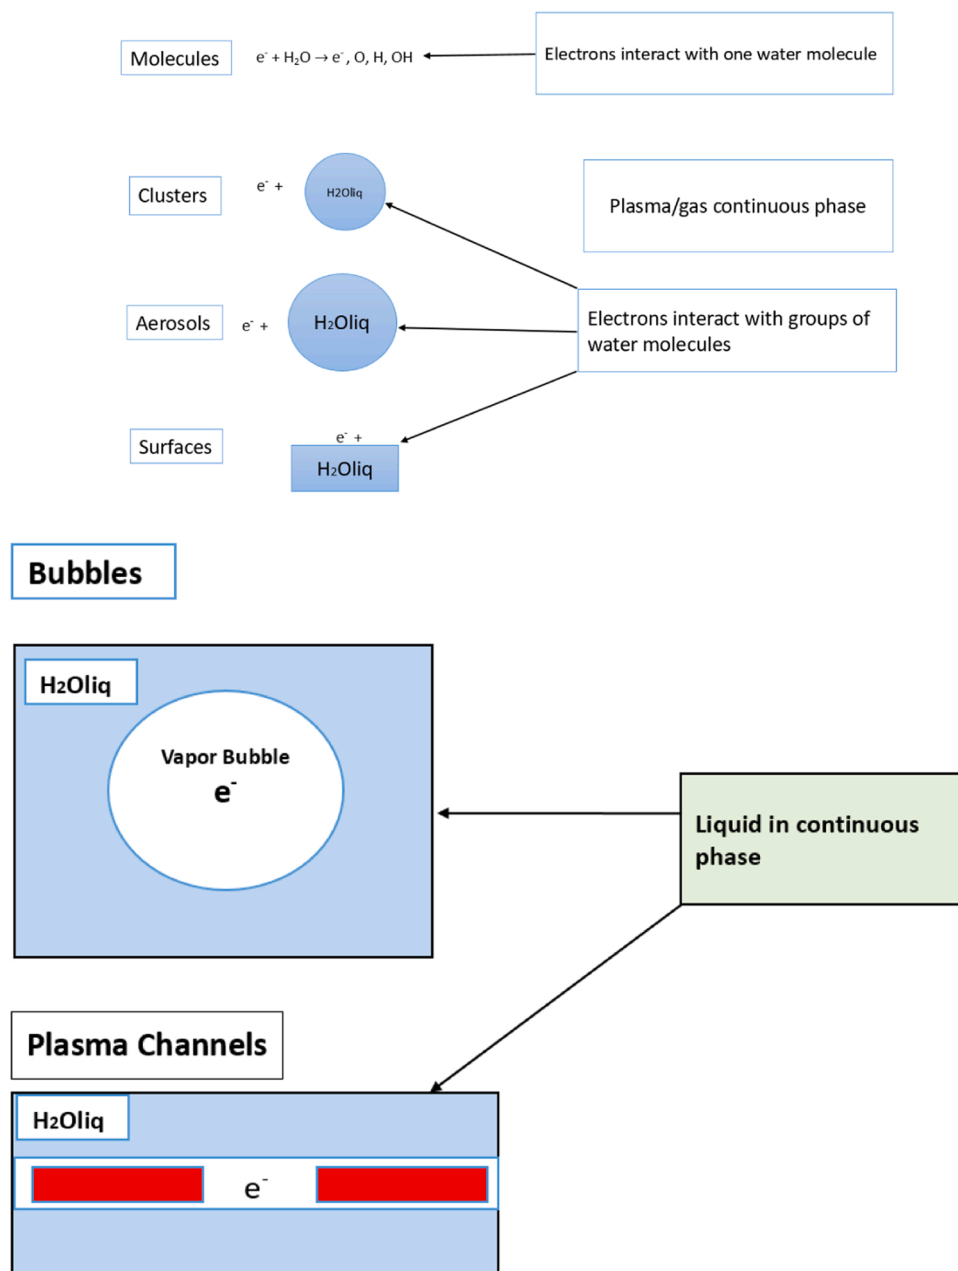 Molecules
e⁻ + H₂O → e⁻, O, H, OH
Electrons interact with one water molecule
Clusters
e⁻ +
H2Oliq
Plasma/gas continuous phase
Aerosols
e⁻ +
H₂Oliq
Electrons interact with groups of
water molecules
Surfaces
e⁻ +
H₂Oliq
Bubbles
H₂Oliq
Vapor Bubble
e⁻
Liquid in continuous
phase
Plasma Channels
H₂Oliq
e⁻